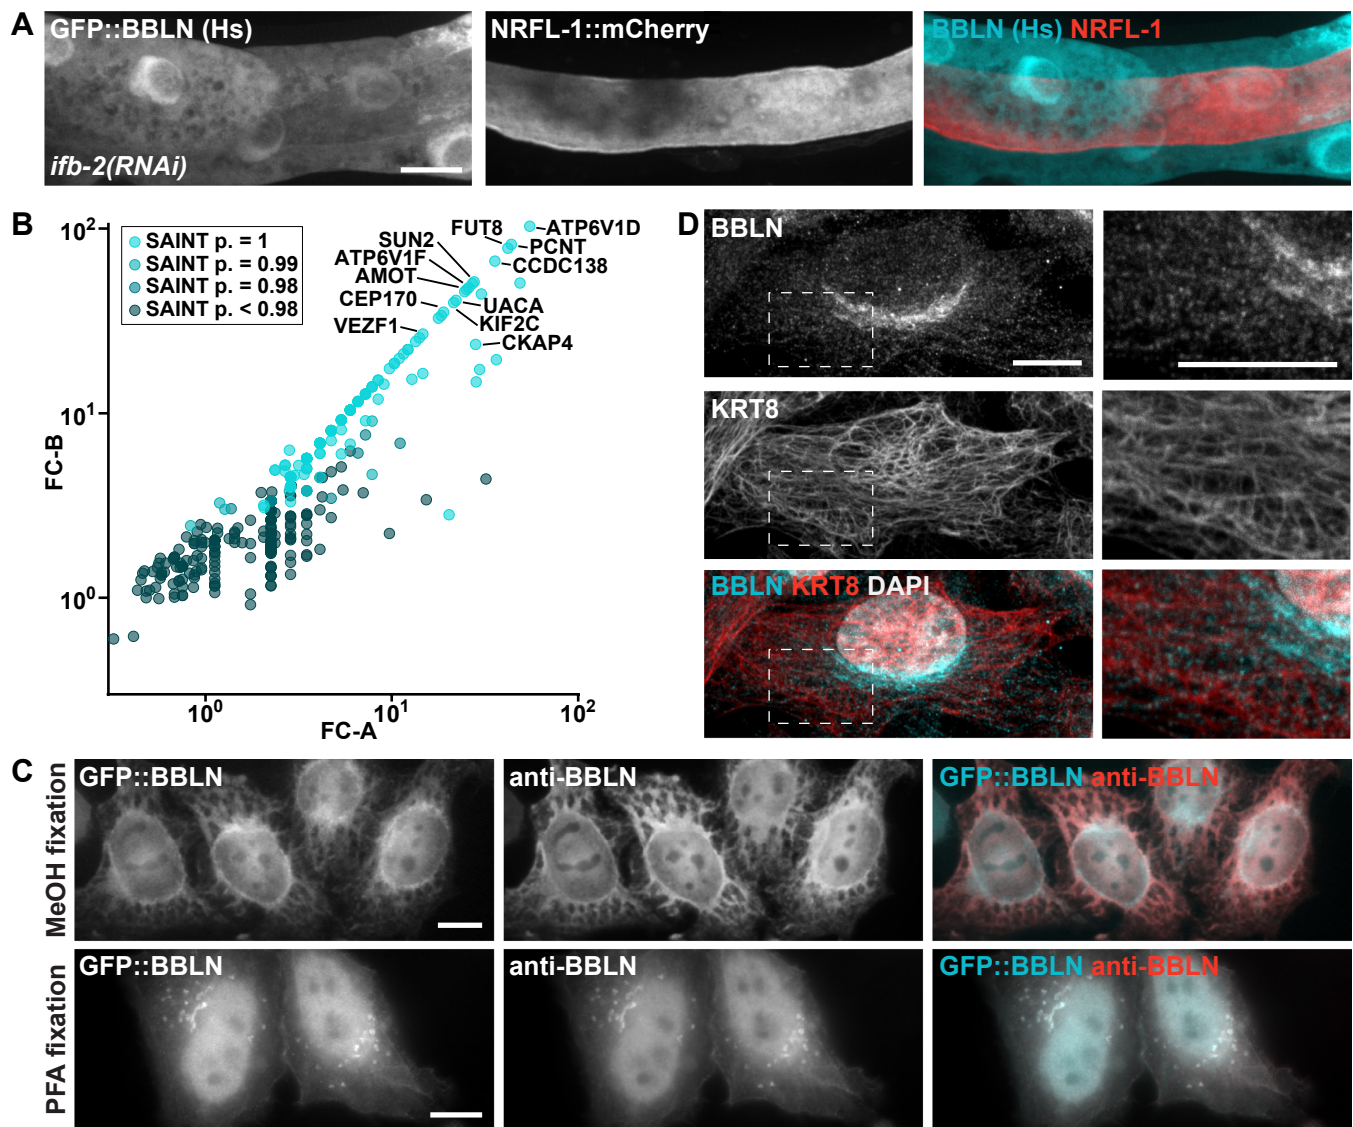 A
GFP::BBLN (Hs)
NRFL-1::mCherry
BBLN (Hs) NRFL-1
ifb-2(RNAi)
B
SAINT p. = 1
SAINT p. = 0.99
SAINT p. = 0.98
SAINT p. < 0.98
FUT8
ATP6V1D
SUN2
PCNT
ATP6V1F
CCDC138
AMOT
CEP170
UACA
VEZF1
KIF2C
CKAP4
10²
10¹
10⁰
FC-B
10⁰
10¹
10²
FC-A
D
BBLN
KRT8
BBLN KRT8 DAPI
C
MeOH fixation
GFP::BBLN
anti-BBLN
GFP::BBLN anti-BBLN
PFA fixation
GFP::BBLN
anti-BBLN
GFP::BBLN anti-BBLN